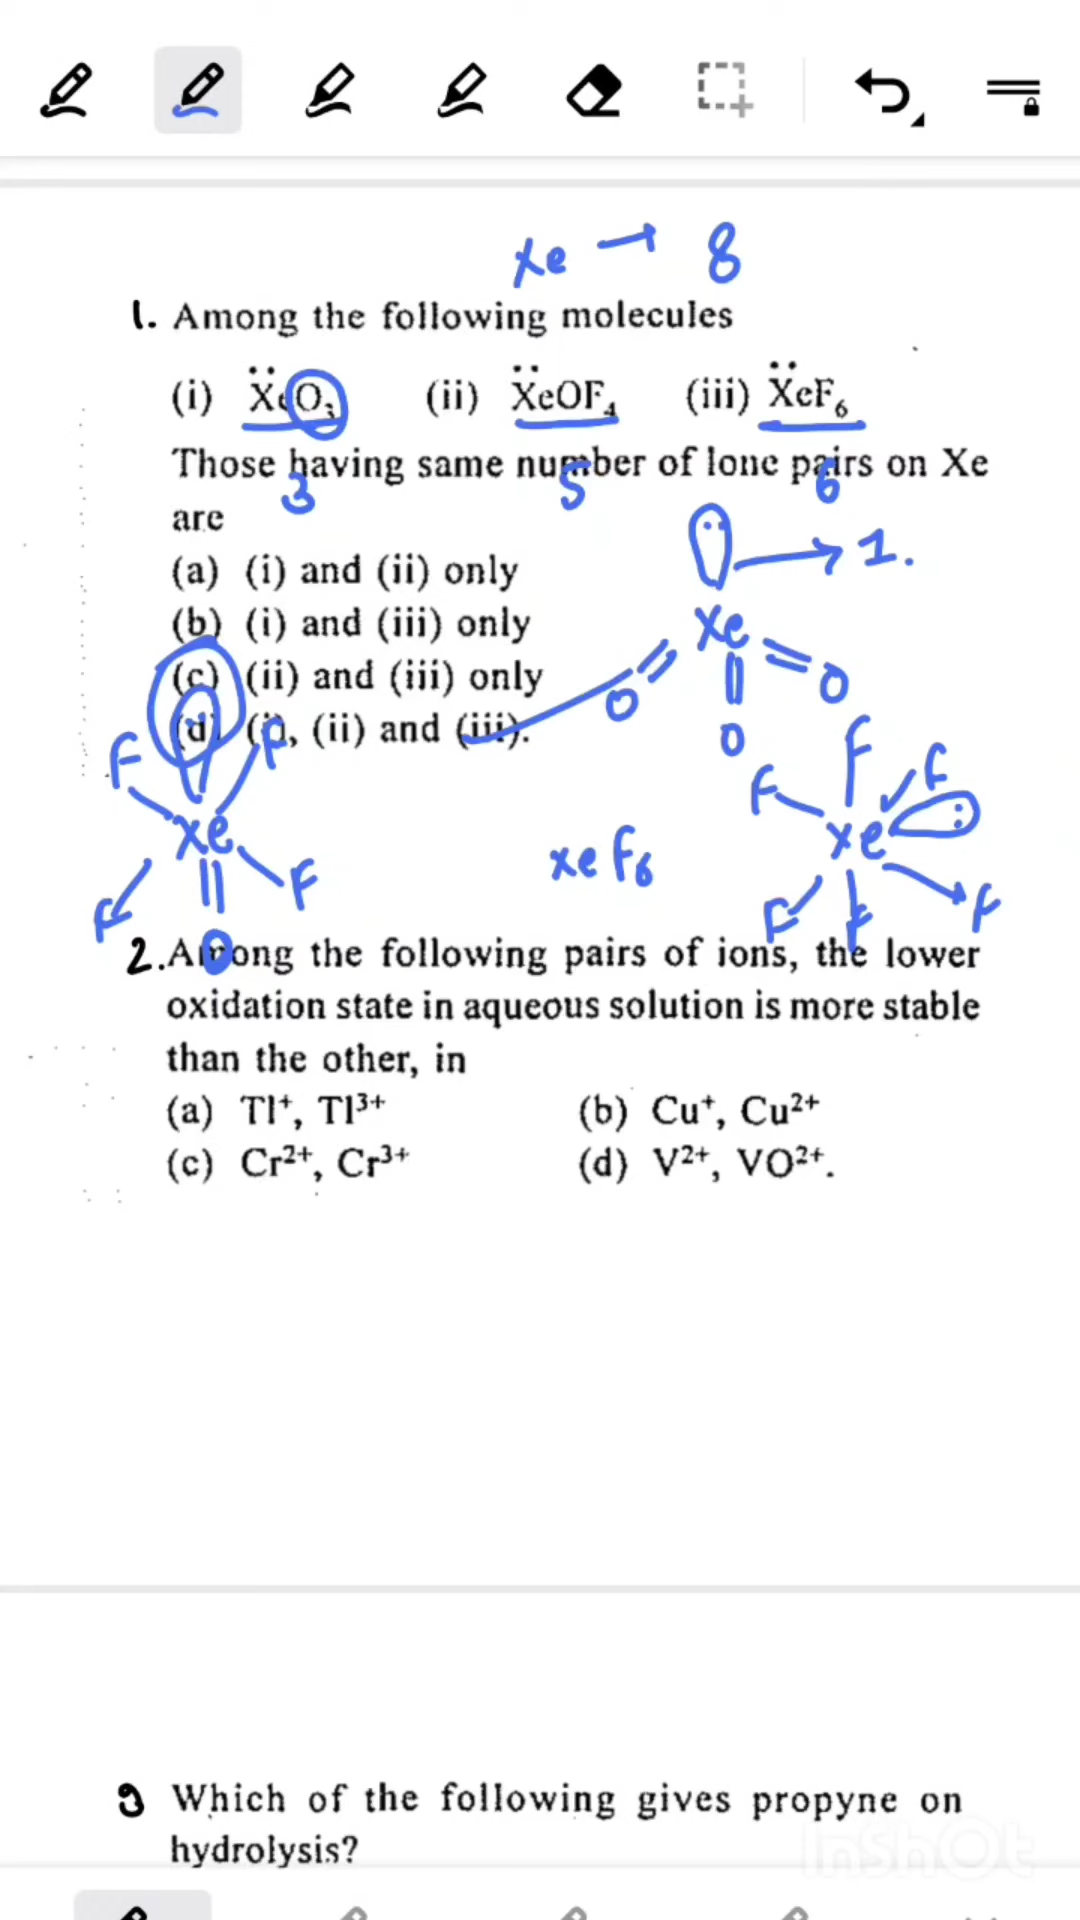 Xe → 8
1. Among the following molecules
(i) XeO₃ (ii) XeOF₄ (iii) XeF₆
Those having same number of lone pairs on Xe
3 5 6
are
→ 1.
(a) (i) and (ii) only
(b) (i) and (iii) only
Xe
(c) (ii) and (iii) only
O O
(d) (i), (ii) and (iii).
O
F F
F F F
Xe
Xe
XeF₆
F F
F F F
O
2. Among the following pairs of ions, the lower
oxidation state in aqueous solution is more stable
than the other, in
(a) Tl⁺, Tl³⁺ (b) Cu⁺, Cu²⁺
(c) Cr²⁺, Cr³⁺ (d) V²⁺, VO²⁺.
3 Which of the following gives propyne on
hydrolysis?
InShOt